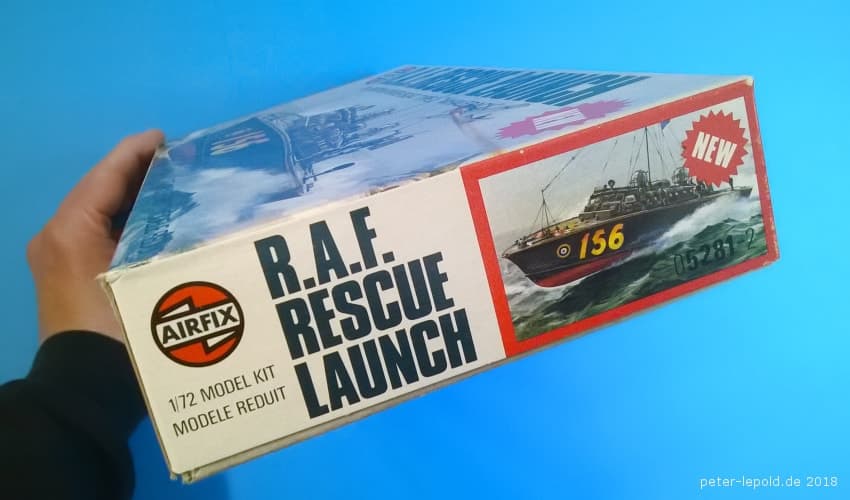 R.A.F.
RESCUE
LAUNCH
AIRFIX
1/72 MODEL KIT
MODELE REDUIT
NEW
156
05281-2
peter-lepold.de 2018